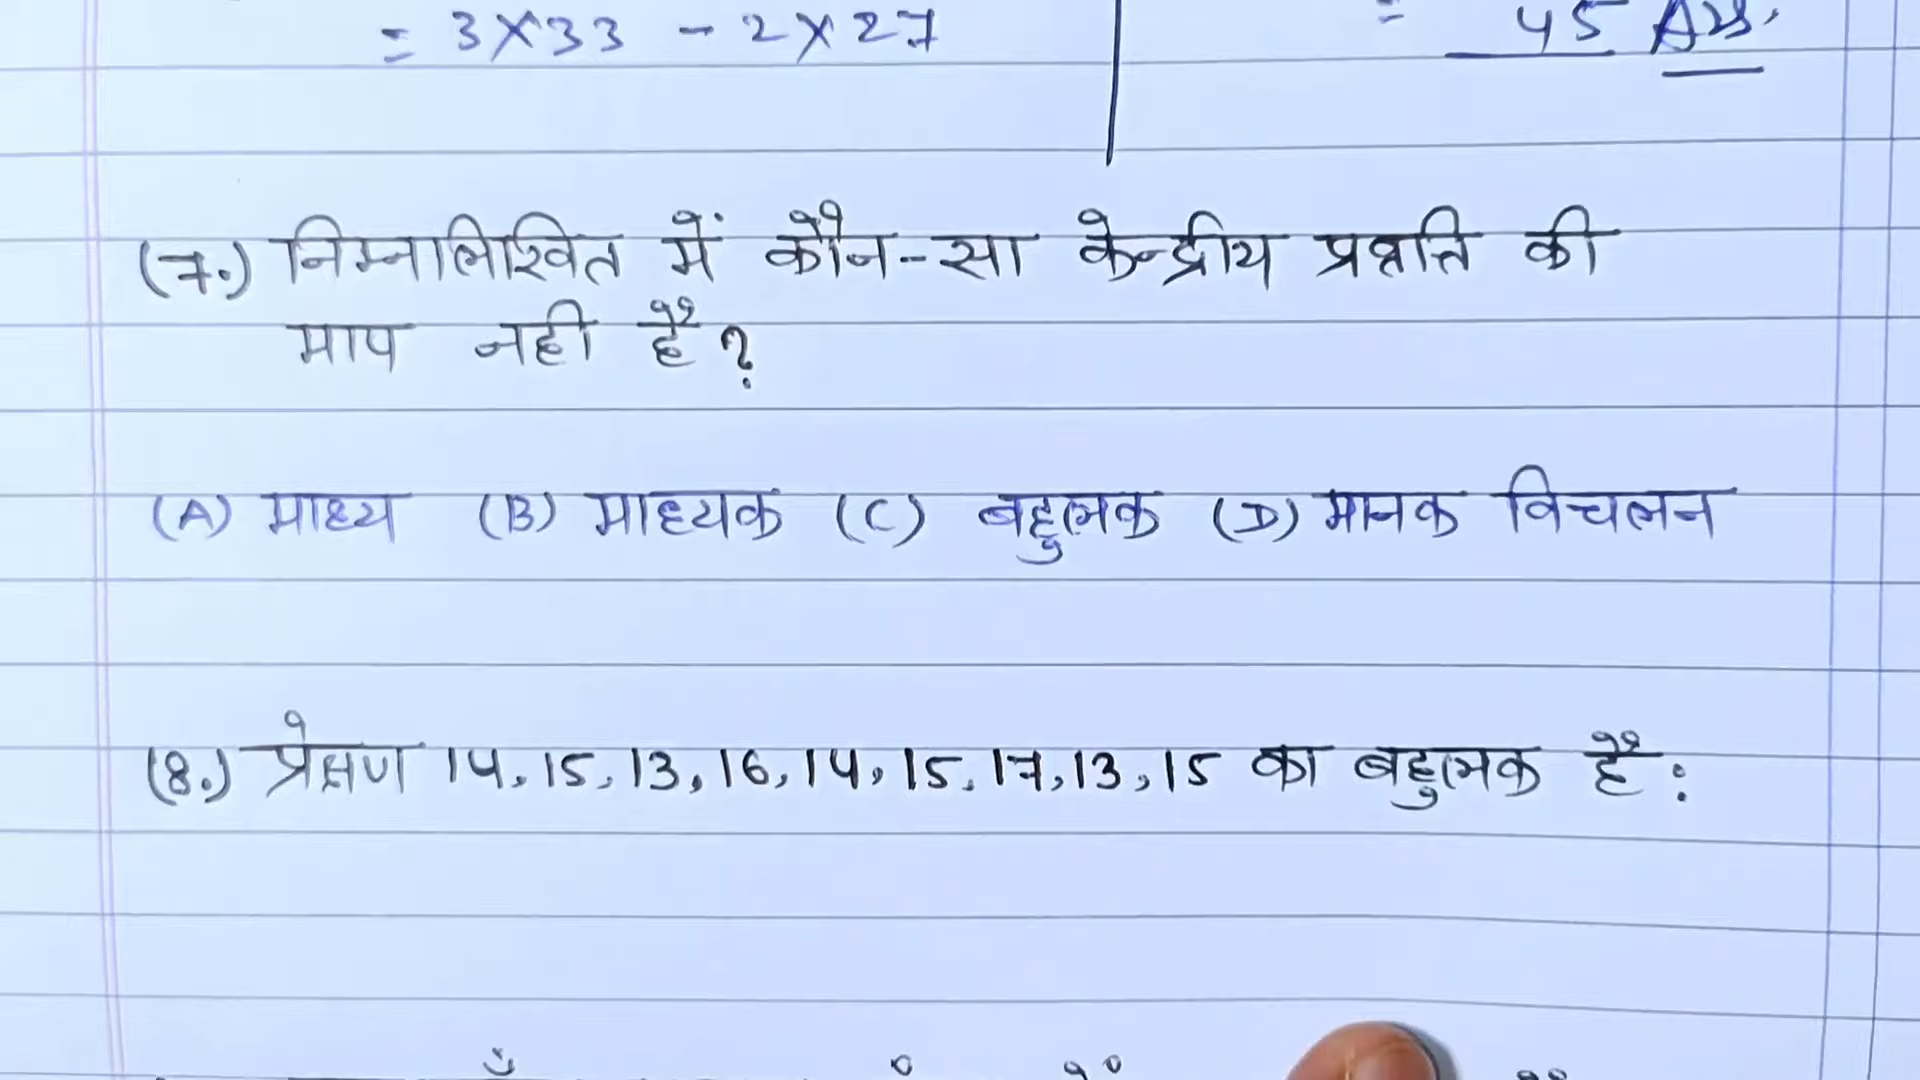 = 3×33 - 2×27
= 45 Ans.
(7.) निम्नलिखित में कौन-सा केन्द्रीय प्रवृत्ति की
माप नही है ?
(A) माध्य (B) माध्यक (C) बहुलक (D) मानक विचलन
(8.) प्रेक्षण 14, 15, 13, 16, 14, 15, 17, 13, 15 का बहुलक है :